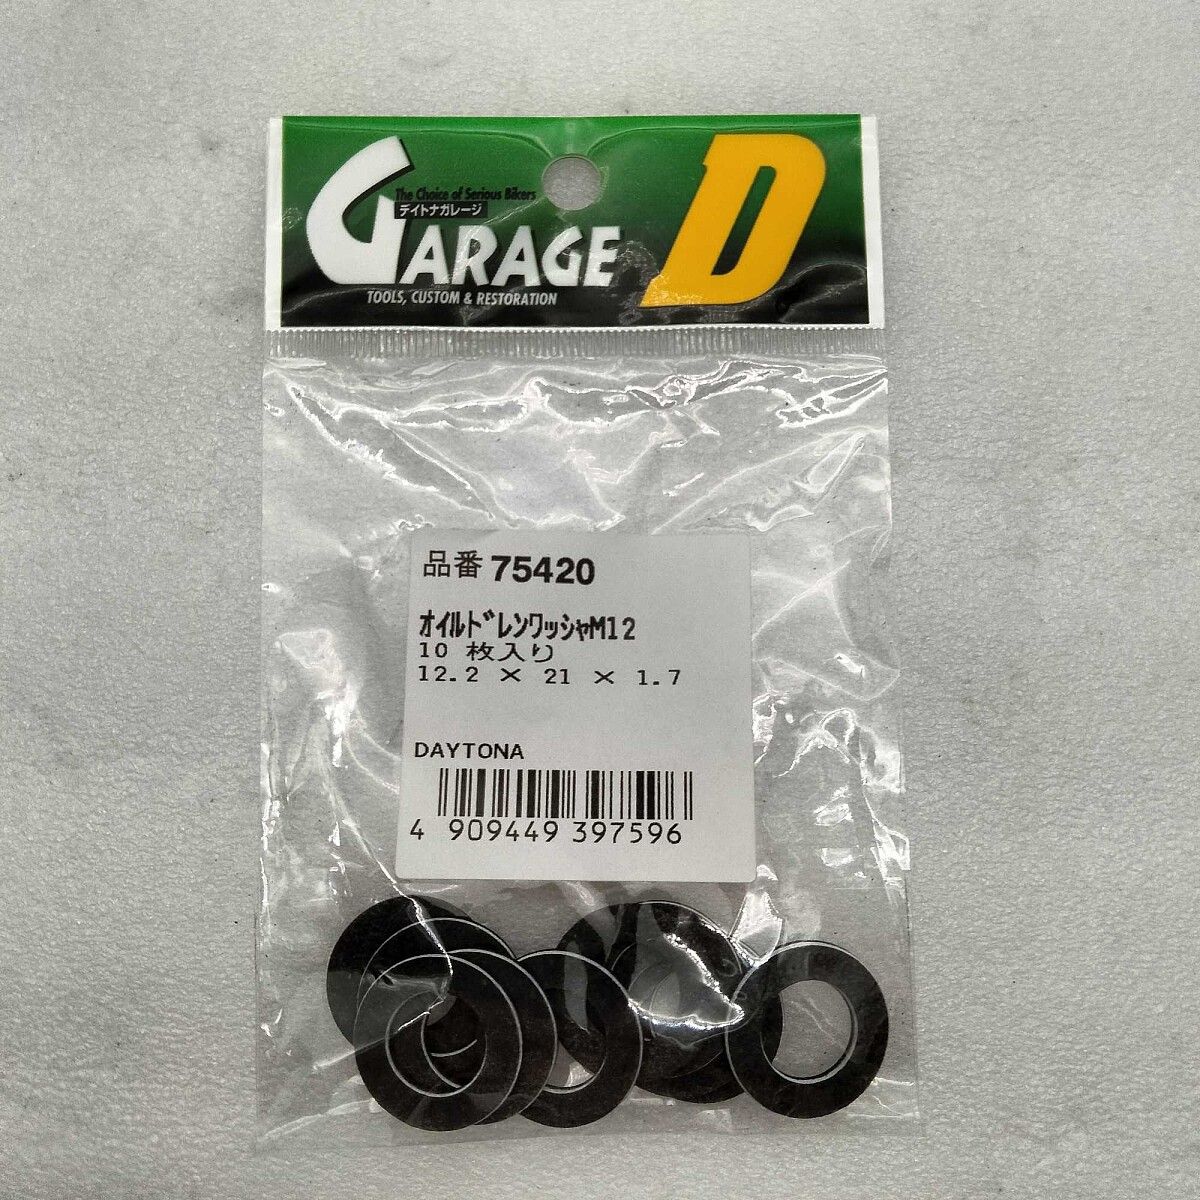 The Choice of Serious Bikers
デイトナガレージ
GARAGE D
TOOLS, CUSTOM & RESTORATION
品番 75420
ｵｲﾙﾄﾞﾚﾝﾜｯｼｬM12
10 枚入り
12.2 × 21 × 1.7
DAYTONA
4 909449 397596